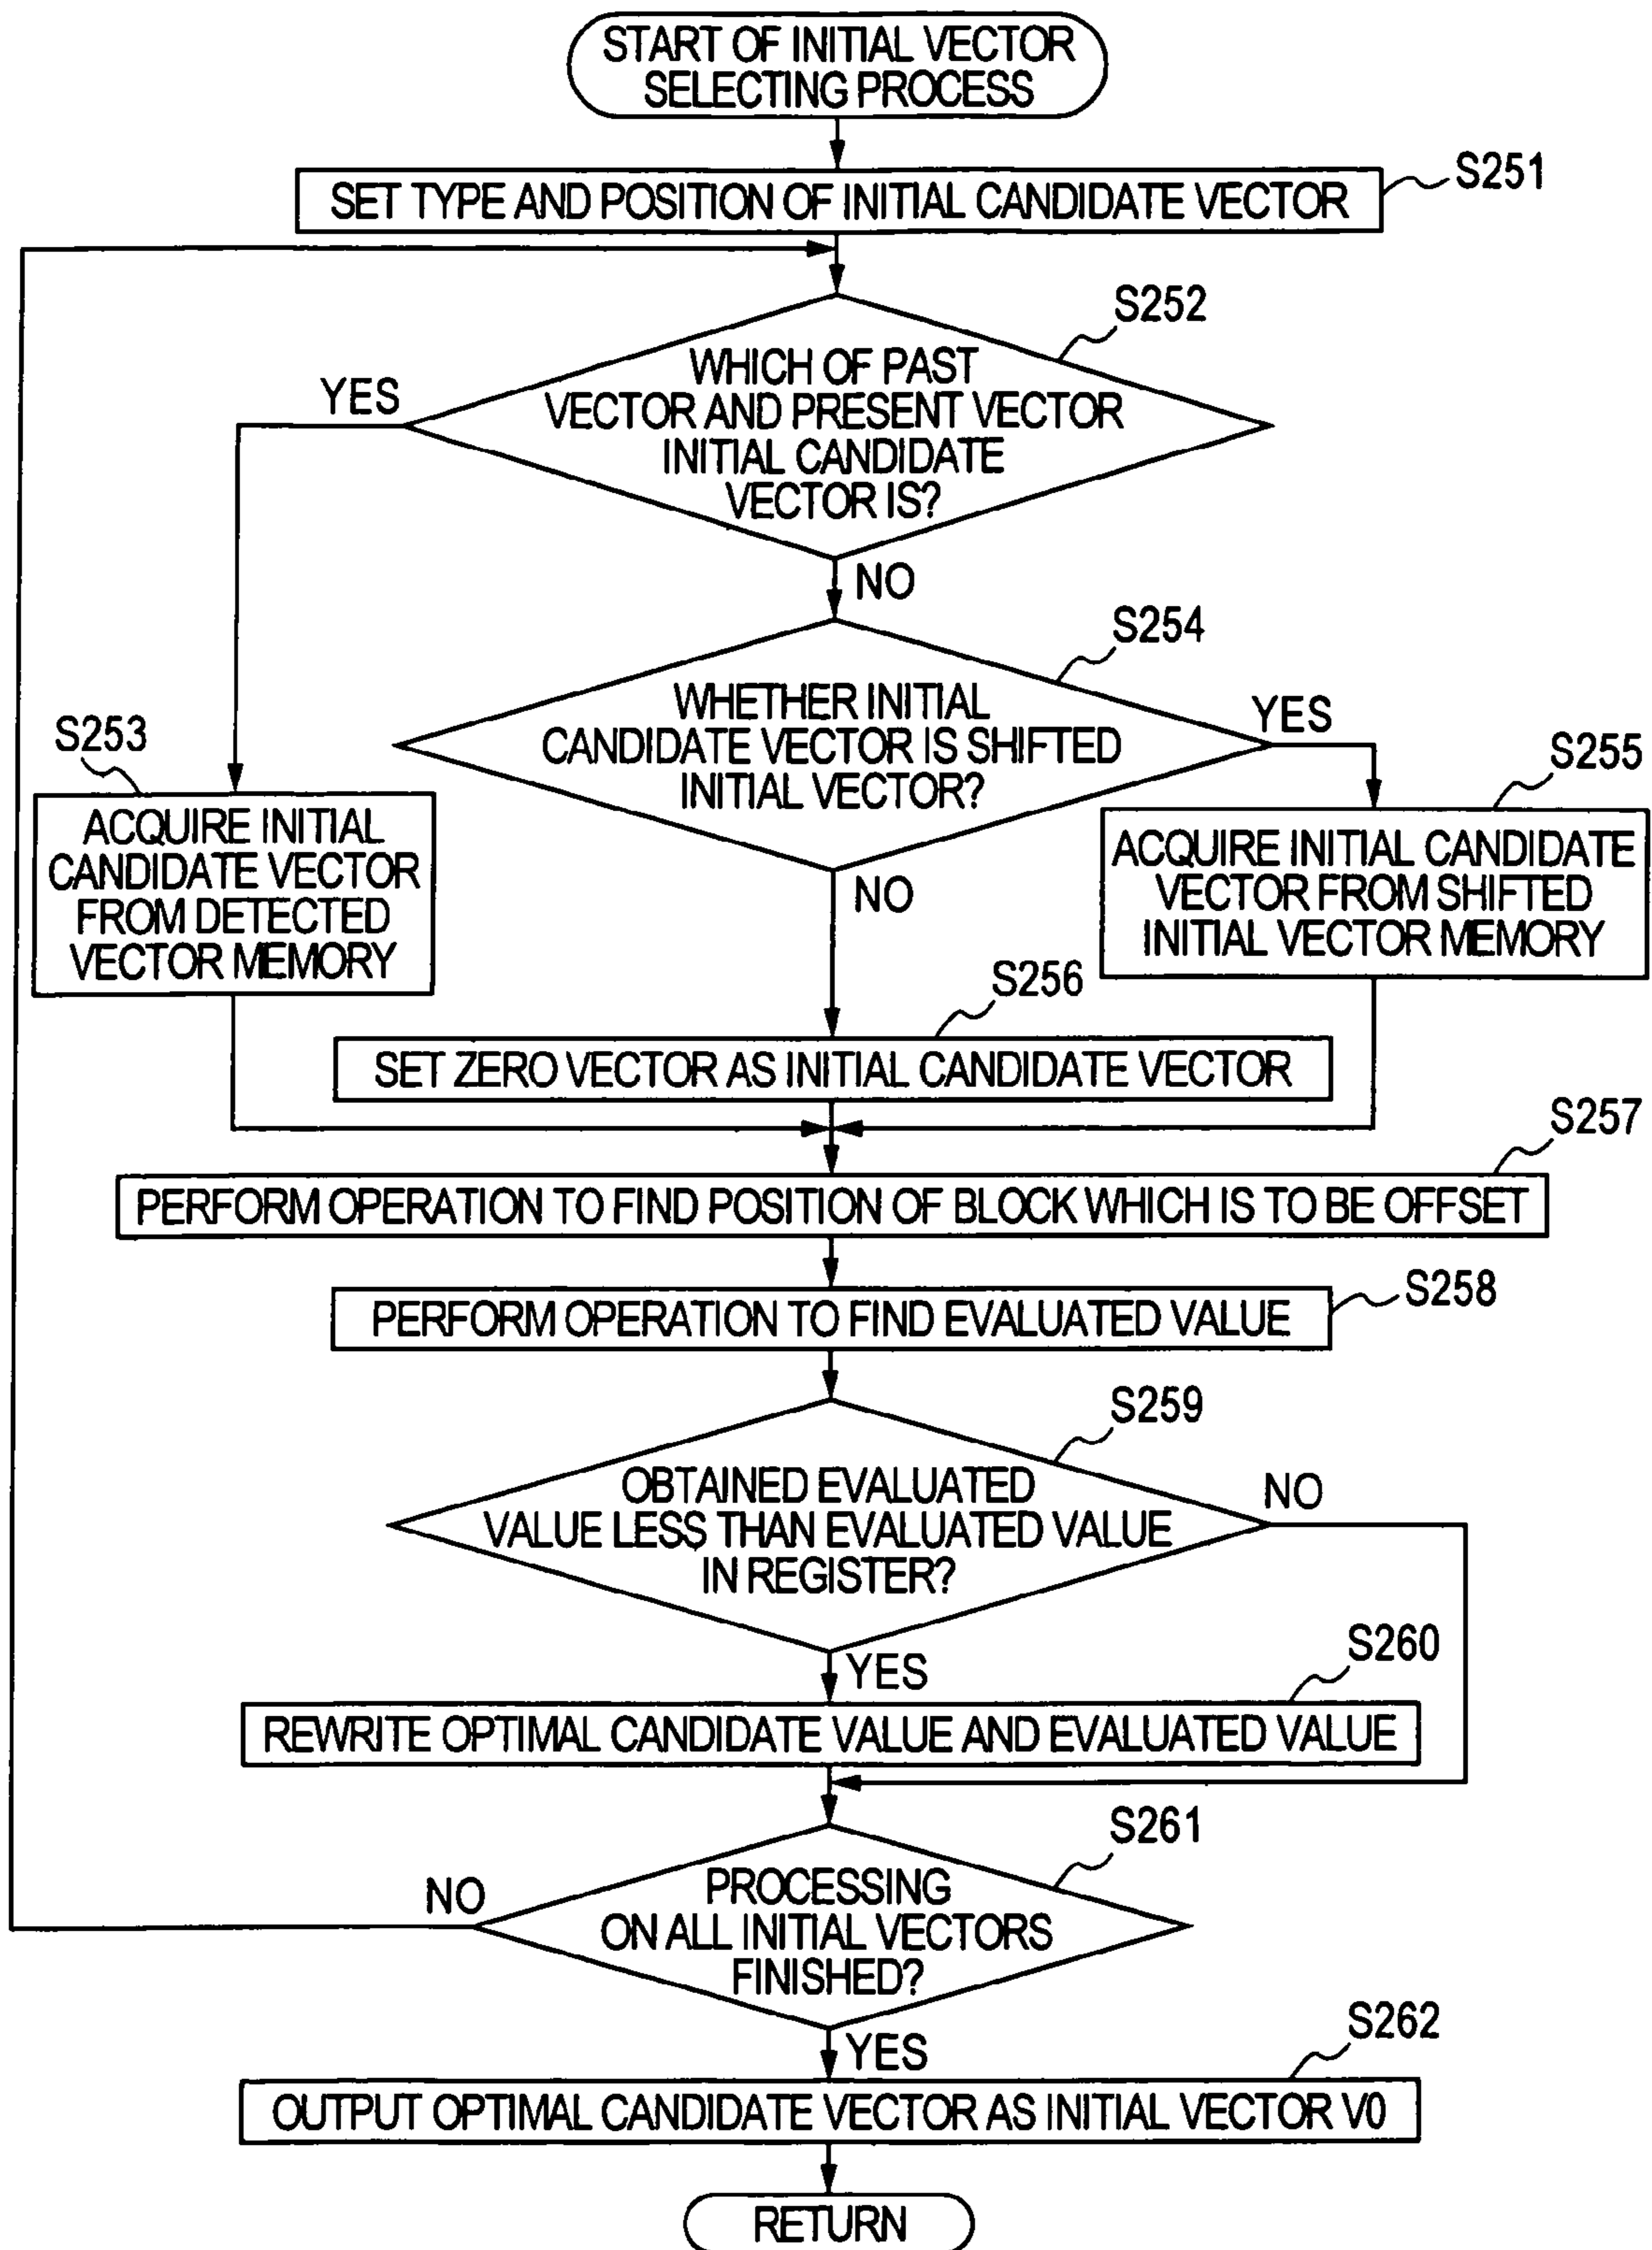 START OF INITIAL VECTOR
SELECTING PROCESS
S251
SET TYPE AND POSITION OF INITIAL CANDIDATE VECTOR
S252
WHICH OF PAST
VECTOR AND PRESENT VECTOR
INITIAL CANDIDATE
VECTOR IS?
YES
NO
S254
WHETHER INITIAL
CANDIDATE VECTOR IS SHIFTED
INITIAL VECTOR?
YES
NO
S253
ACQUIRE INITIAL
CANDIDATE VECTOR
FROM DETECTED
VECTOR MEMORY
S255
ACQUIRE INITIAL CANDIDATE
VECTOR FROM SHIFTED
INITIAL VECTOR MEMORY
S256
SET ZERO VECTOR AS INITIAL CANDIDATE VECTOR
S257
PERFORM OPERATION TO FIND POSITION OF BLOCK WHICH IS TO BE OFFSET
S258
PERFORM OPERATION TO FIND EVALUATED VALUE
S259
OBTAINED EVALUATED
VALUE LESS THAN EVALUATED VALUE
IN REGISTER?
NO
YES
S260
REWRITE OPTIMAL CANDIDATE VALUE AND EVALUATED VALUE
S261
PROCESSING
ON ALL INITIAL VECTORS
FINISHED?
NO
YES
S262
OUTPUT OPTIMAL CANDIDATE VECTOR AS INITIAL VECTOR V0
RETURN